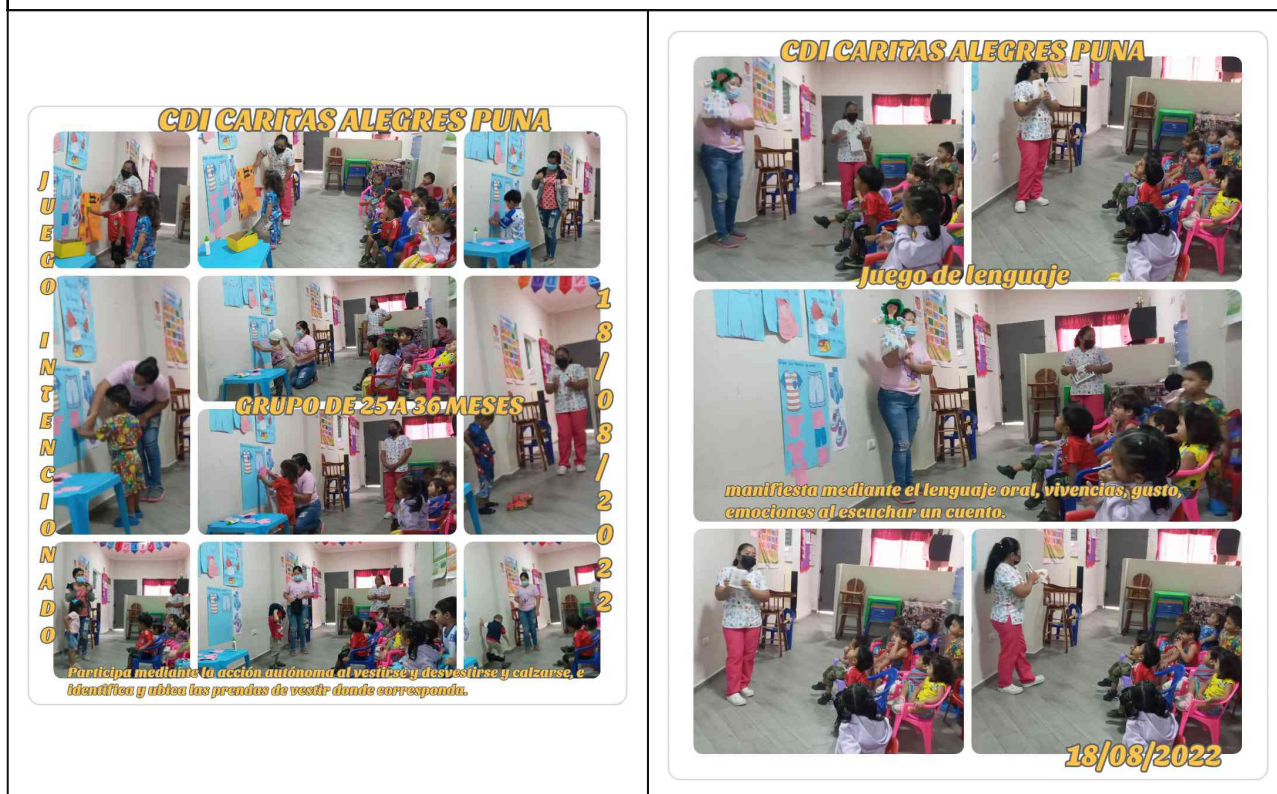 CDI CARITAS ALEGRES PUNA
JUEGO INTENCIONADO
18/08/2022
GRUPO DE 25 A 36 MESES
Participa mediante la acción autónoma al vestirse y desvestirse y calzarse, e
identifica y ubica las prendas de vestir donde corresponda.
CDI CARITAS ALEGRES PUNA
Juego de lenguaje
manifiesta mediante el lenguaje oral, vivencias, gusto,
emociones al escuchar un cuento.
18/08/2022